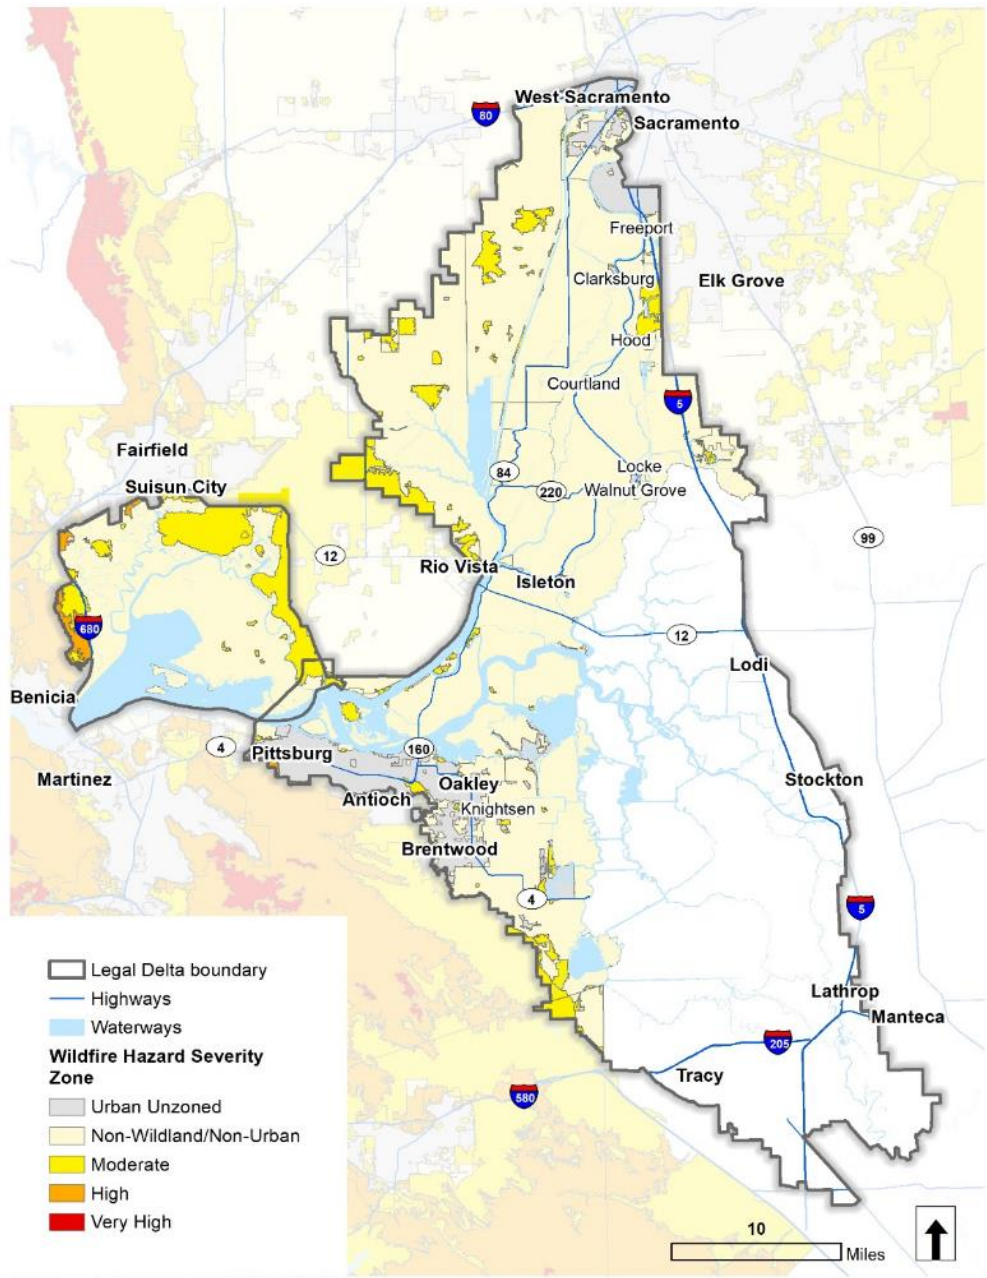 West Sacramento
80
Sacramento
Freeport
Clarksburg
Elk Grove
Hood
Courtland
5
Fairfield
Locke
84
Suisun City
220
Walnut Grove
99
12
Rio Vista
Isleton
680
12
Lodi
Benicia
4
Pittsburg
160
Martinez
Oakley
Stockton
Antioch
Knightsen
Brentwood
4
5
Legal Delta boundary
Highways
Waterways
Wildfire Hazard Severity
Zone
Urban Unzoned
Non-Wildland/Non-Urban
Moderate
High
Very High
Lathrop
Manteca
205
Tracy
580
10
Miles